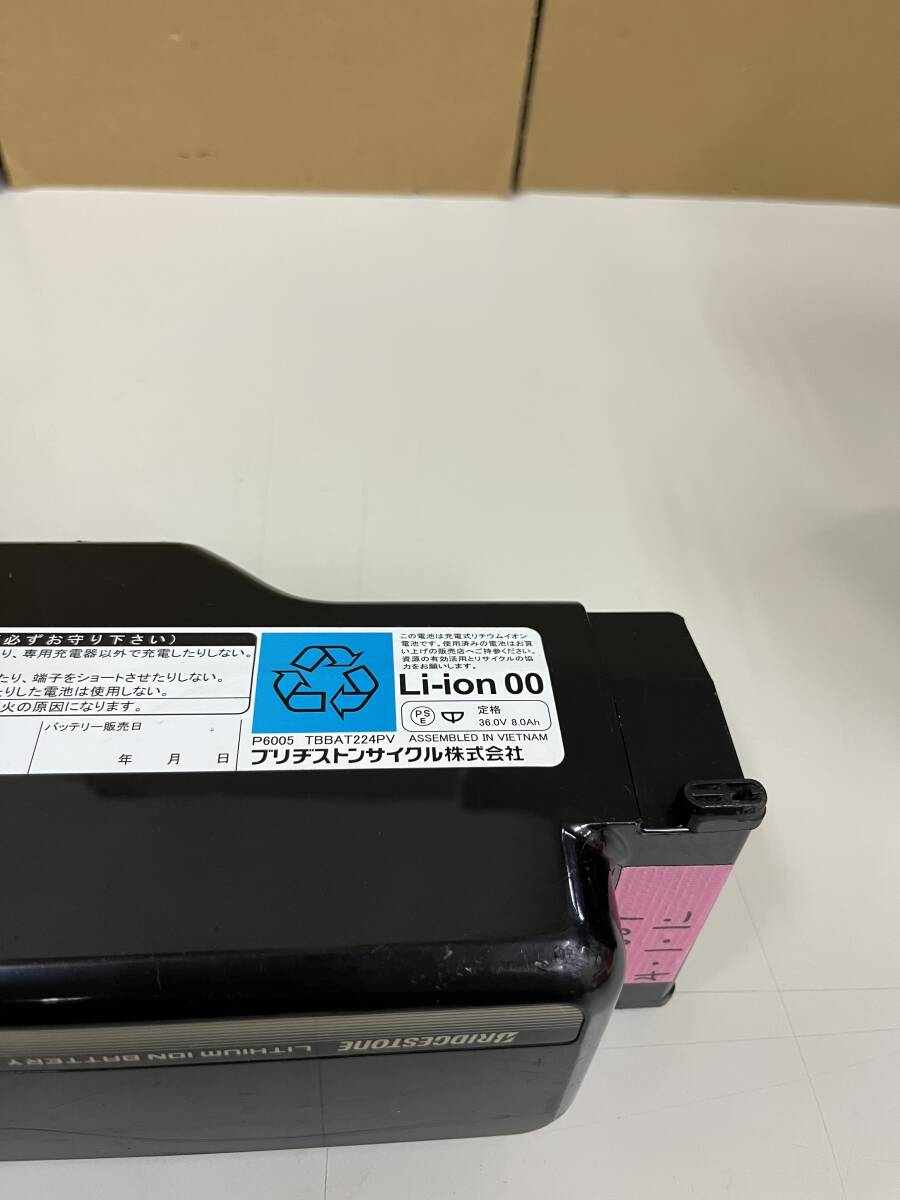 必ずお守り下さい)
り、専用充電器以外で充電したりしない。
たり、端子をショートさせたりしない。
たりした電池は使用しない。
火の原因になります。
バッテリー販売日
年 月 日
この電池は充電式リチウムイオン
電池です。使用済みの電池はお買
い上げの販売店へご持参ください。
資源の有効活用とリサイクルの協
力をお願いします。
Li-ion 00
PSE
定格
36.0V 8.0Ah
P6005 TBBAT224PV ASSEMBLED IN VIETNAM
ブリヂストンサイクル株式会社
BRIDGESTONE
LITHIUM ION BATTERY